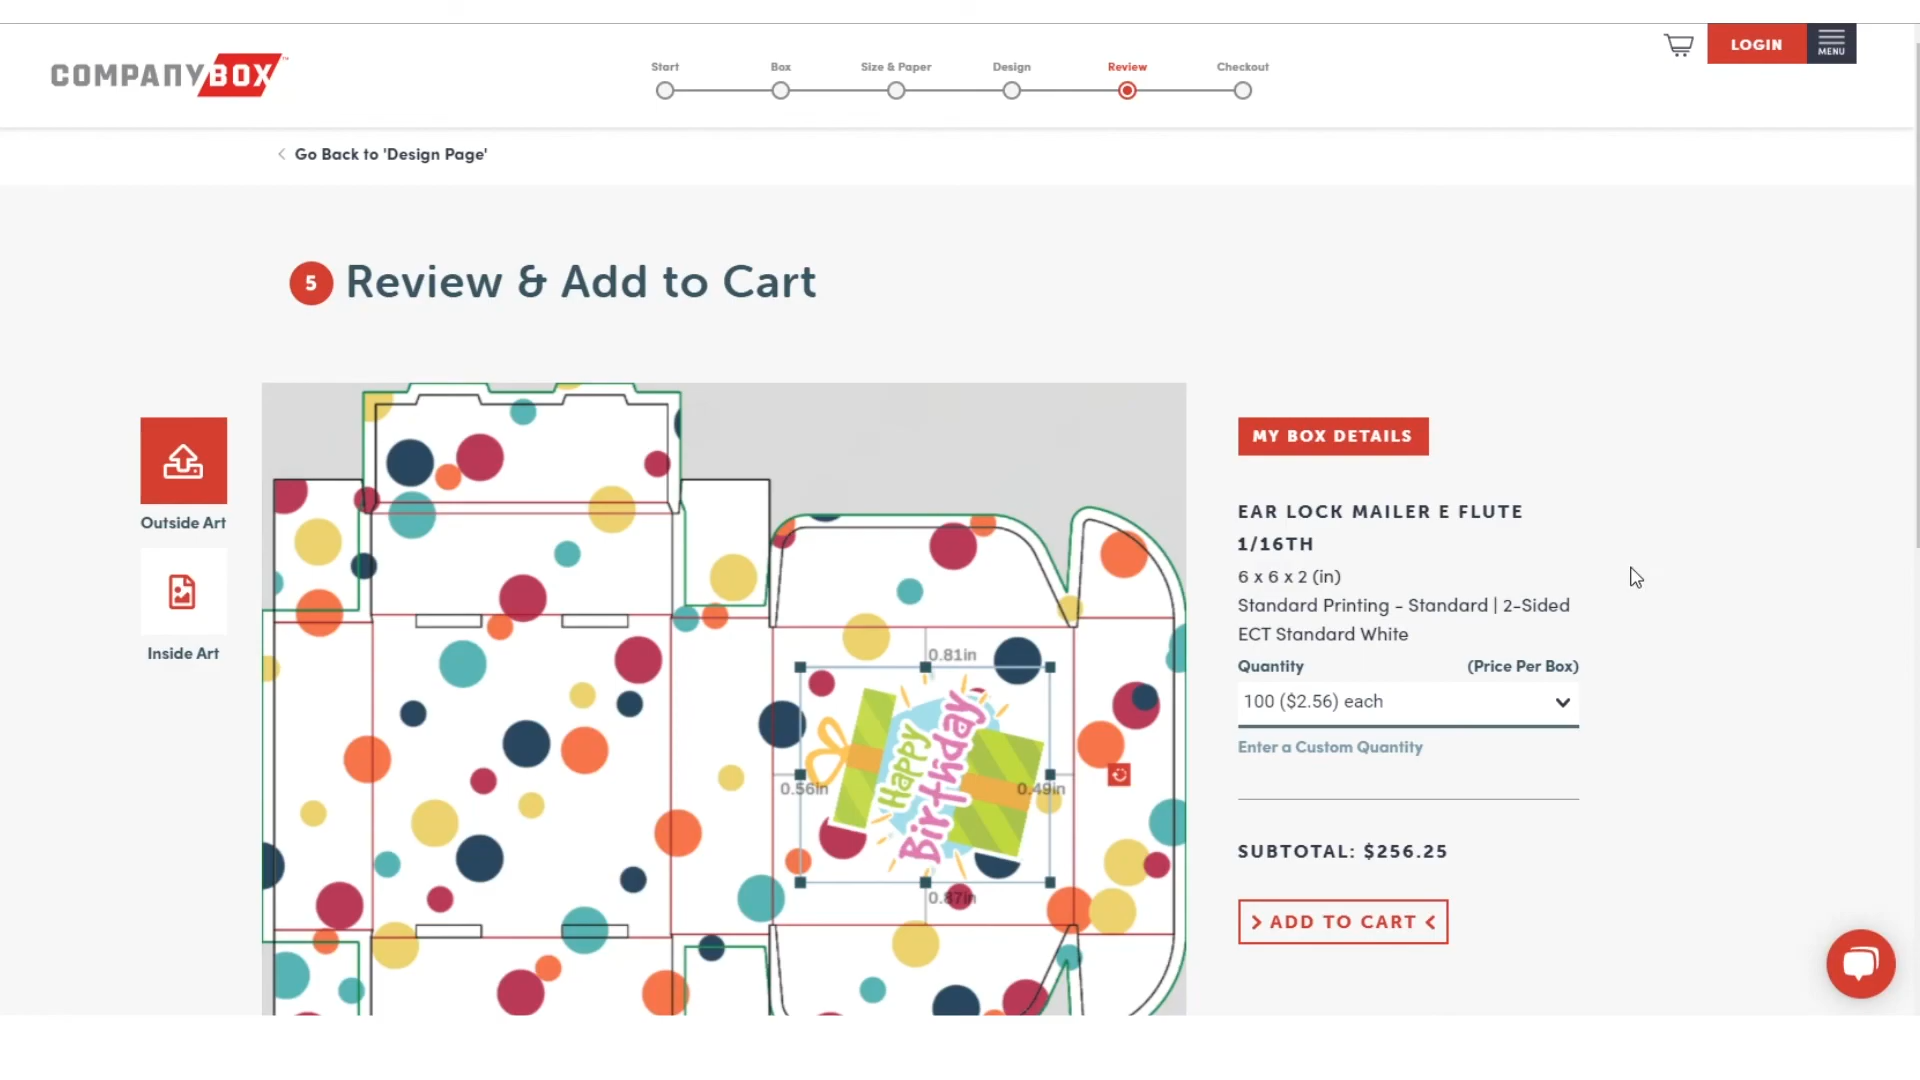 COMPANYBOX™
Start
Box
Size & Paper
Design
Review
Checkout
LOGIN
MENU
Go Back to 'Design Page'
5 Review & Add to Cart
Outside Art
Inside Art
0.81in
0.56in
0.49in
0.87in
Happy
Birthday
MY BOX DETAILS
EAR LOCK MAILER E FLUTE
1/16TH
6 x 6 x 2 (in)
Standard Printing - Standard | 2-Sided
ECT Standard White
Quantity (Price Per Box)
100 ($2.56) each
Enter a Custom Quantity
SUBTOTAL: $256.25
ADD TO CART